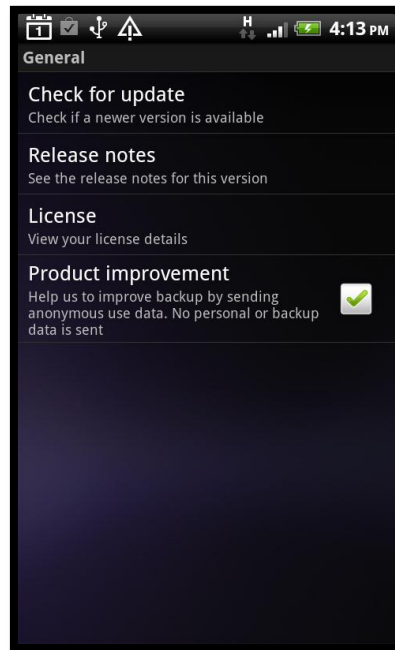 1 H 4:13 PM
General
Check for update
Check if a newer version is available
Release notes
See the release notes for this version
License
View your license details
Product improvement
Help us to improve backup by sending
anonymous use data. No personal or backup
data is sent